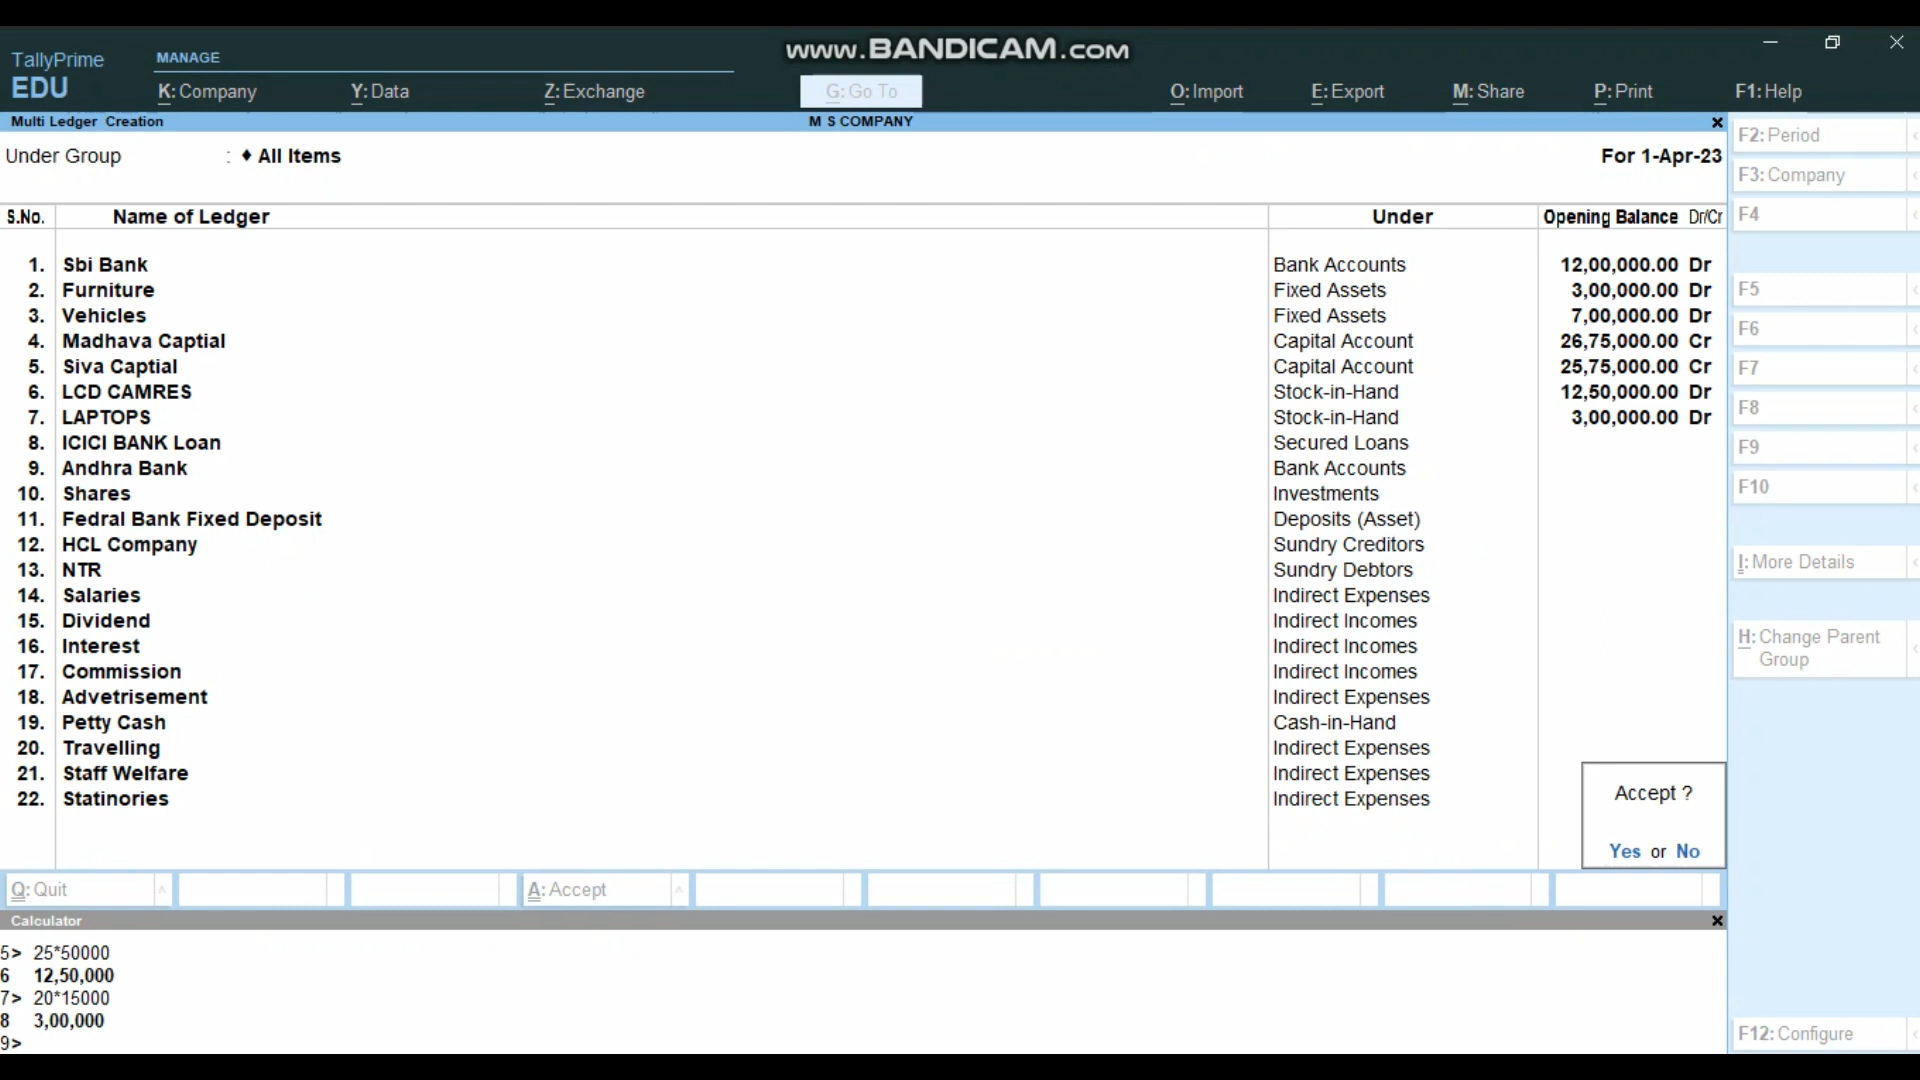 www.BANDICAM.com
TallyPrime
EDU
MANAGE
K: Company Y: Data Z: Exchange G: Go To O: Import E: Export M: Share P: Print F1: Help
Multi Ledger Creation M S COMPANY
Under Group : ♦ All Items For 1-Apr-23
S.No. Name of Ledger Under Opening Balance Dr/Cr
1. Sbi Bank Bank Accounts 12,00,000.00 Dr
2. Furniture Fixed Assets 3,00,000.00 Dr
3. Vehicles Fixed Assets 7,00,000.00 Dr
4. Madhava Captial Capital Account 26,75,000.00 Cr
5. Siva Captial Capital Account 25,75,000.00 Cr
6. LCD CAMRES Stock-in-Hand 12,50,000.00 Dr
7. LAPTOPS Stock-in-Hand 3,00,000.00 Dr
8. ICICI BANK Loan Secured Loans
9. Andhra Bank Bank Accounts
10. Shares Investments
11. Fedral Bank Fixed Deposit Deposits (Asset)
12. HCL Company Sundry Creditors
13. NTR Sundry Debtors
14. Salaries Indirect Expenses
15. Dividend Indirect Incomes
16. Interest Indirect Incomes
17. Commission Indirect Incomes
18. Advetrisement Indirect Expenses
19. Petty Cash Cash-in-Hand
20. Travelling Indirect Expenses
21. Staff Welfare Indirect Expenses
22. Statinories Indirect Expenses
Accept ?
Yes or No
Q: Quit A: Accept
Calculator
5> 25*50000
6 12,50,000
7> 20*15000
8 3,00,000
9>
F2: Period
F3: Company
F4
F5
F6
F7
F8
F9
F10
I: More Details
H: Change Parent
Group
F12: Configure